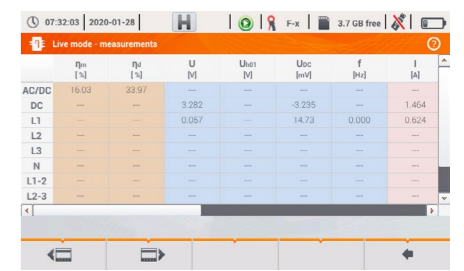 07:32:03 2020-01-28 H F-x 3.7 GB free
Live mode - measurements ?
ηm [%] ηd [%] U [V] Uh01 [V] UDC [mV] f [Hz] I [A]
AC/DC 16.03 33.97 --- --- --- --- ---
DC --- --- 3.282 --- -3.235 --- 1.464
L1 --- --- 0.057 --- 14.73 0.000 0.624
L2 --- --- --- --- --- --- ---
L3 --- --- --- --- --- --- ---
N --- --- --- --- --- --- ---
L1-2 --- --- --- --- --- --- ---
L2-3 --- --- --- --- --- --- ---